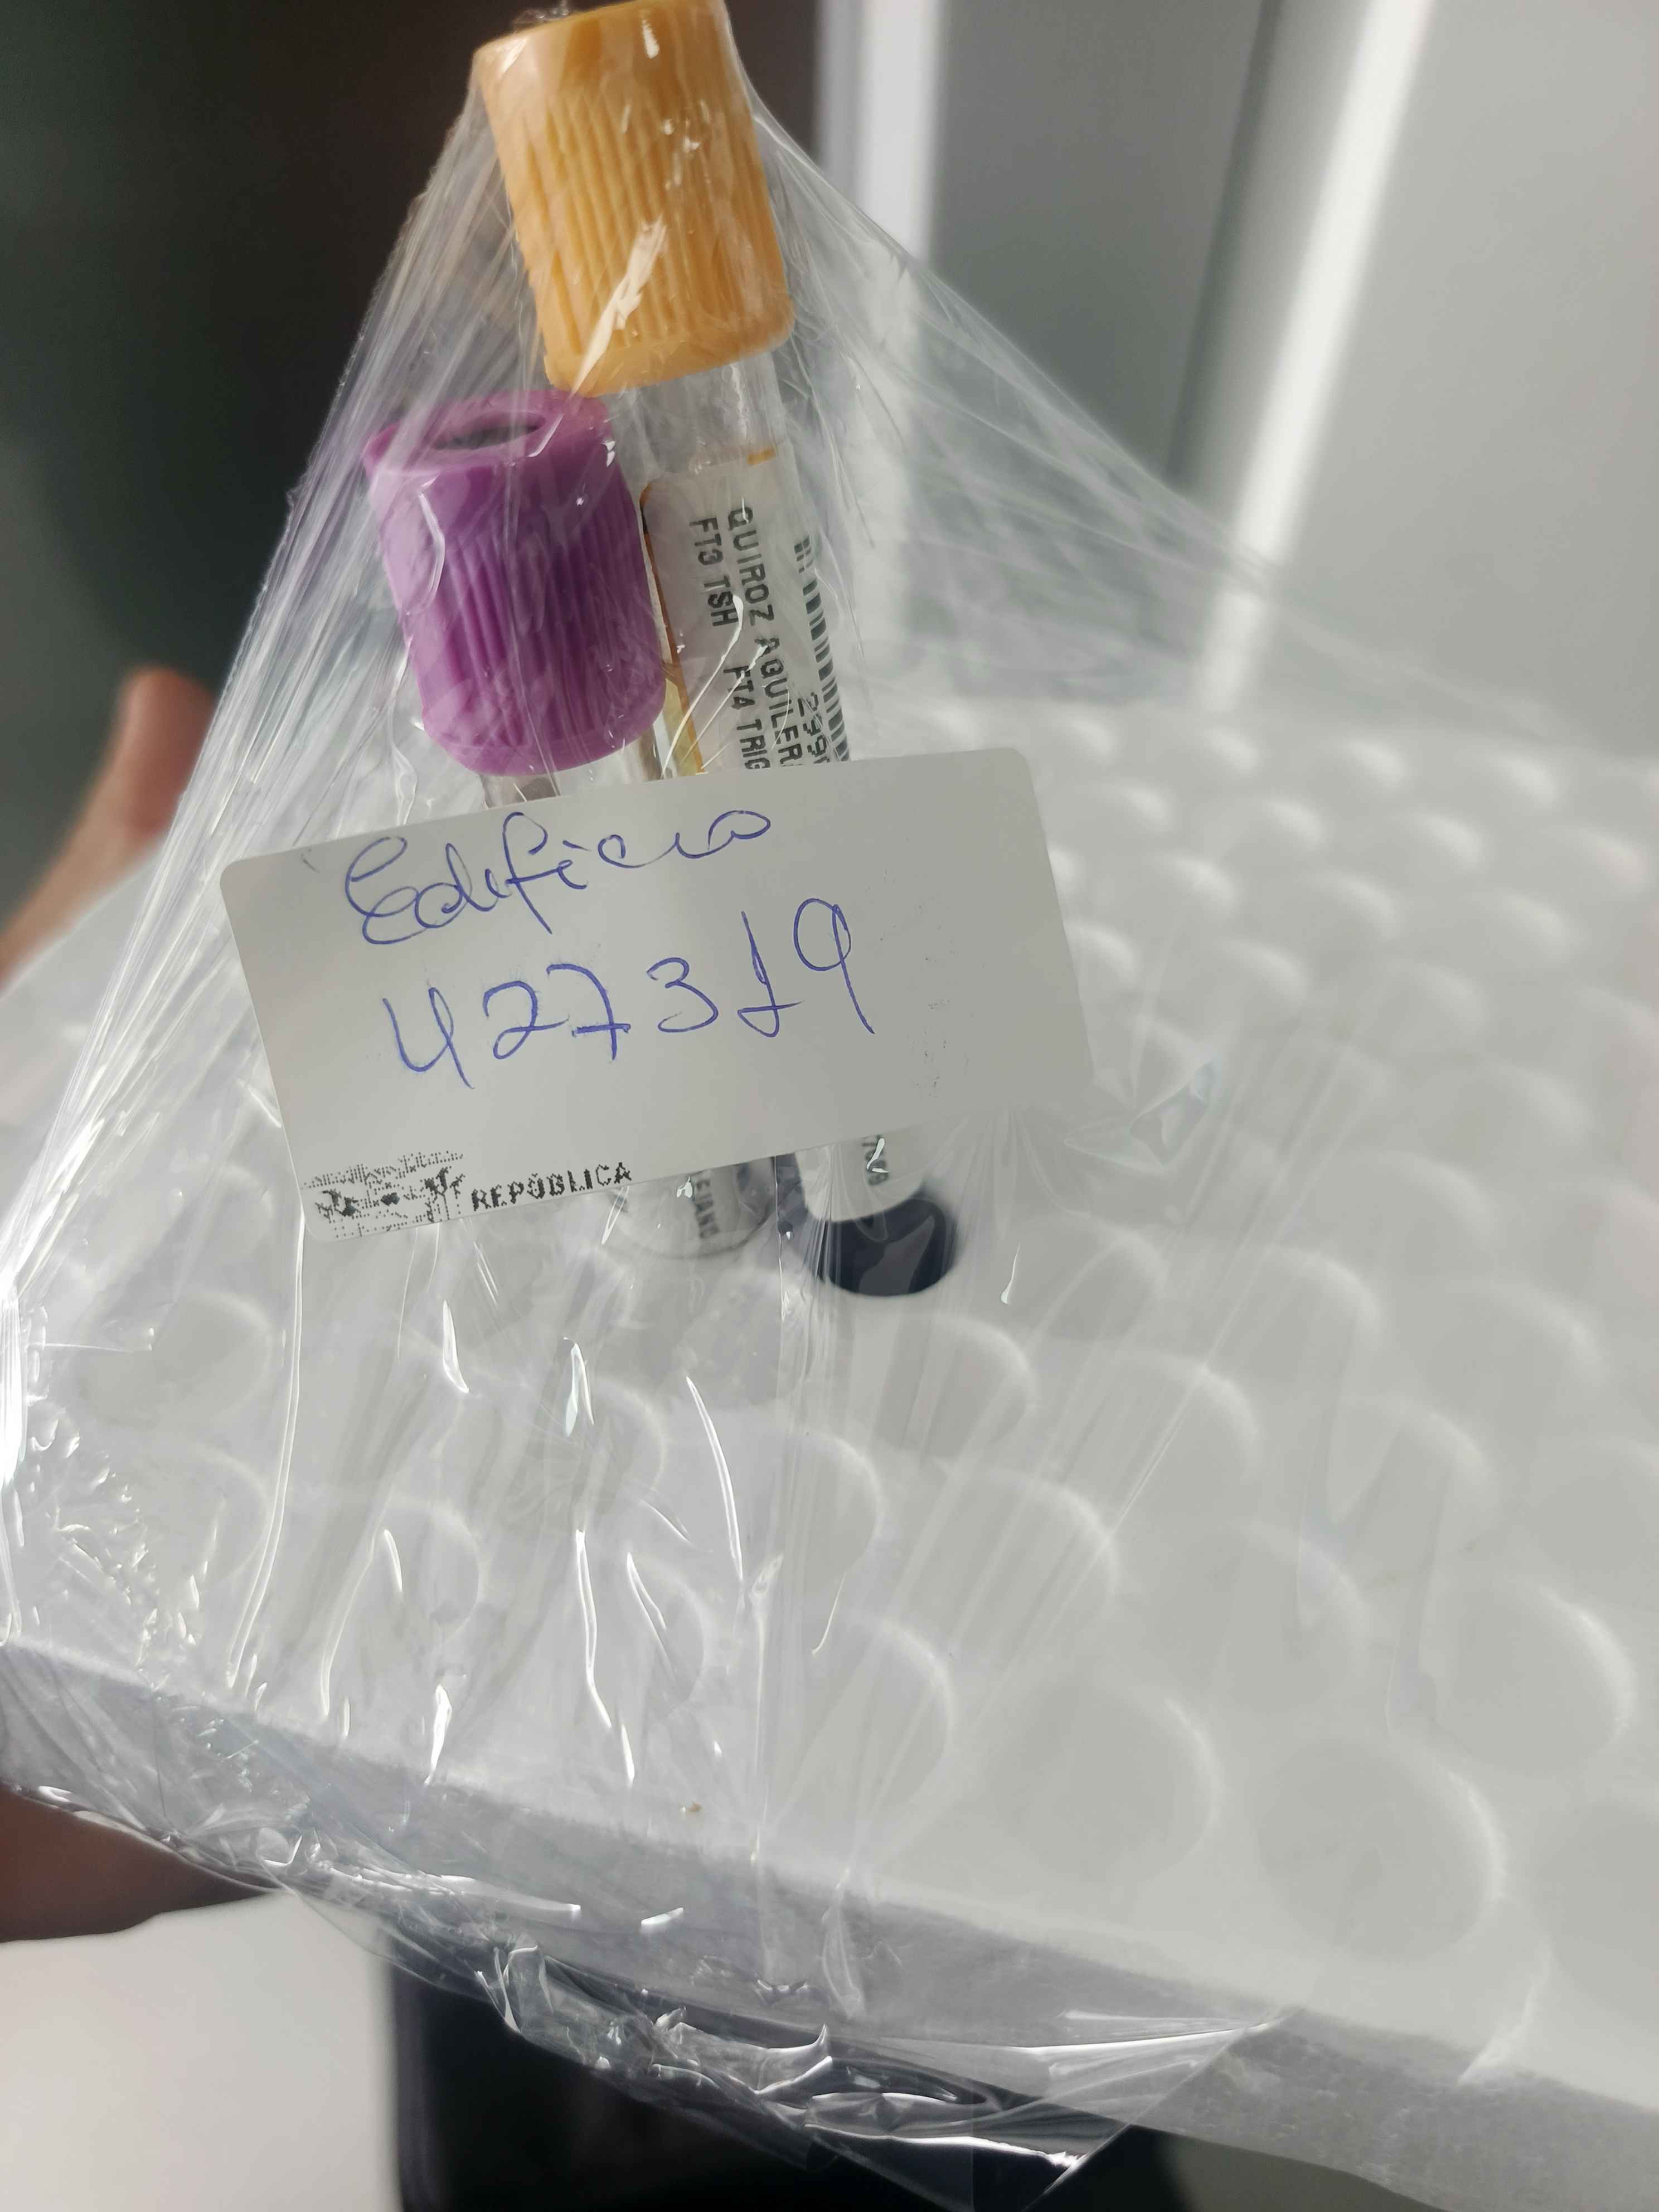 QUIROZ AGUILER
FT3 TSH FT4 TRIG
Edificio
427319
REPÚBLICA